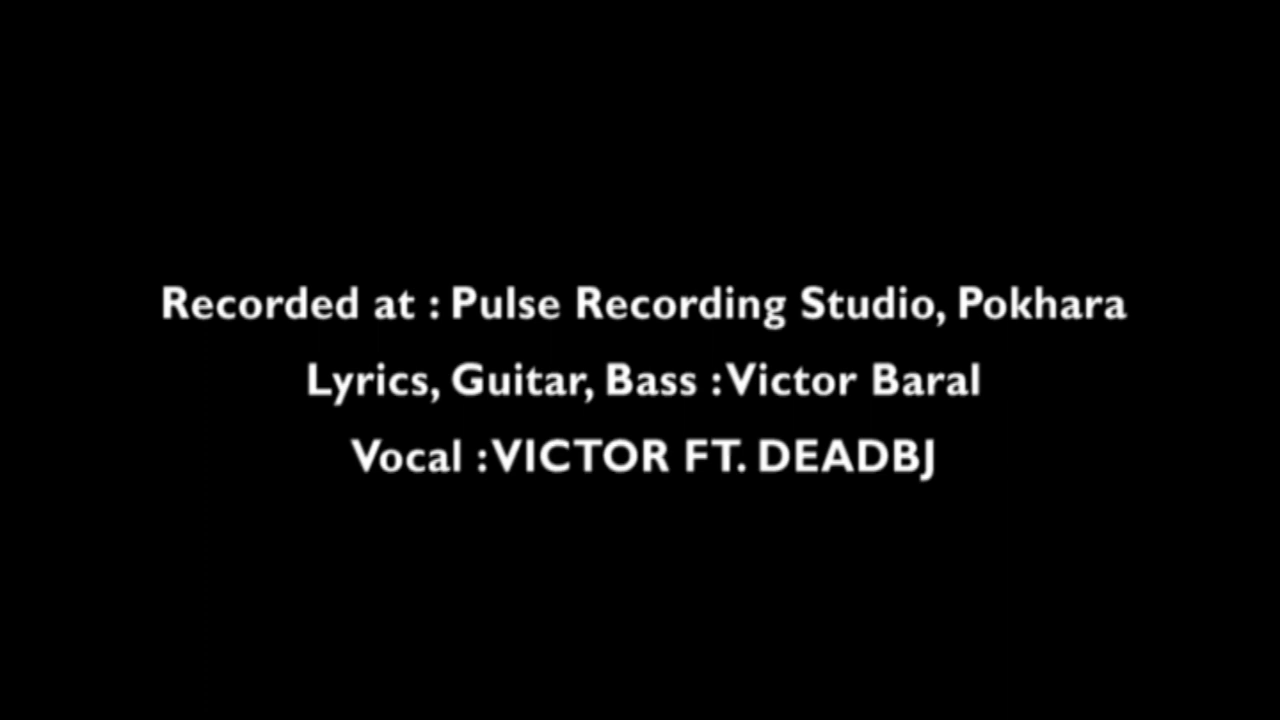 Recorded at : Pulse Recording Studio, Pokhara
Lyrics, Guitar, Bass : Victor Baral
Vocal : VICTOR FT. DEADBJ